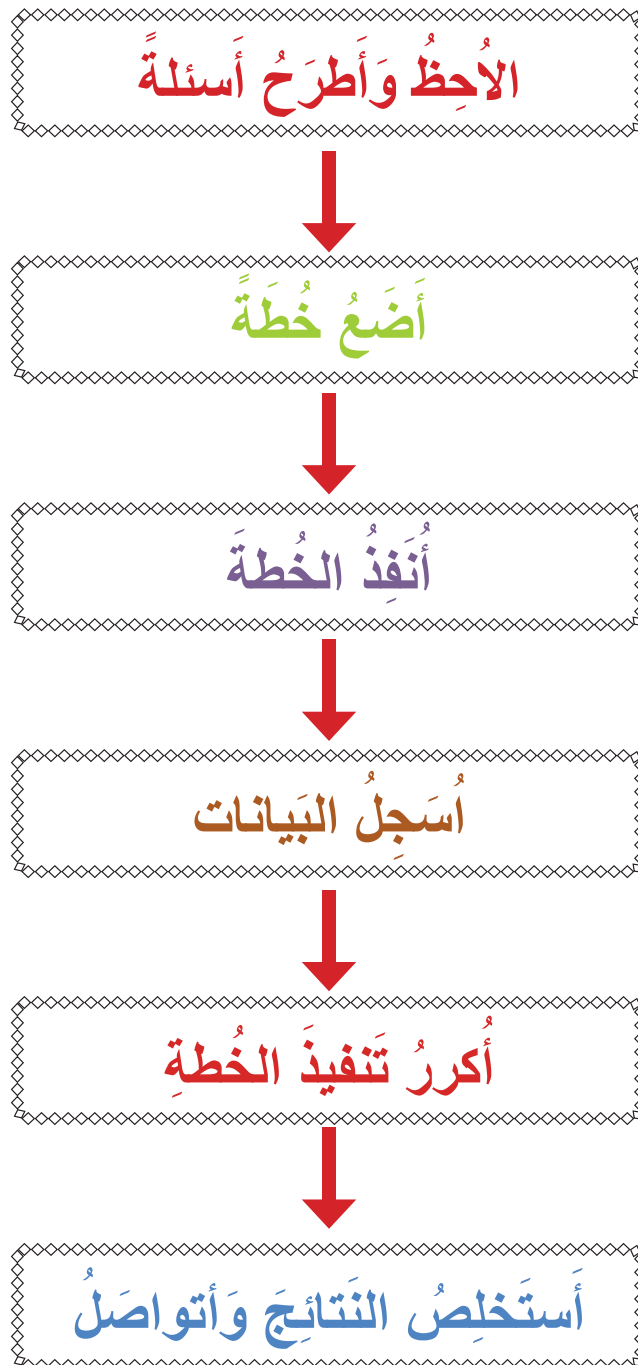 الاُحِظُ وَأَطرَحُ أَسئلةً
أَضَعُ خُطَةً
أُنَفِذُ الخُطةَ
اُسَجِلُ البَيانات
أُكررُ تَنفيذَ الخُطةِ
أَستَخلِصُ النَتائِجَ وَأتواصَلُ